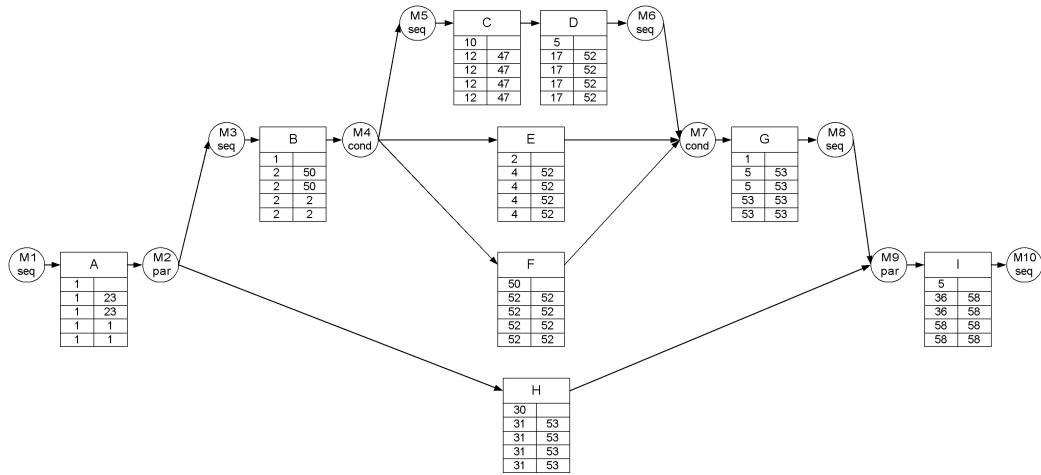 M5
seq
C
10
12 47
12 47
12 47
12 47
D
5
17 52
17 52
17 52
17 52
M6
seq
M3
seq
B
1
2 50
2 50
2 2
2 2
M4
cond
E
2
4 52
4 52
4 52
4 52
M7
cond
G
1
5 53
5 53
53 53
53 53
M8
seq
M1
seq
A
1
1 23
1 23
1 1
1 1
M2
par
F
50
52 52
52 52
52 52
52 52
M9
par
I
5
36 58
36 58
58 58
58 58
M10
seq
H
30
31 53
31 53
31 53
31 53